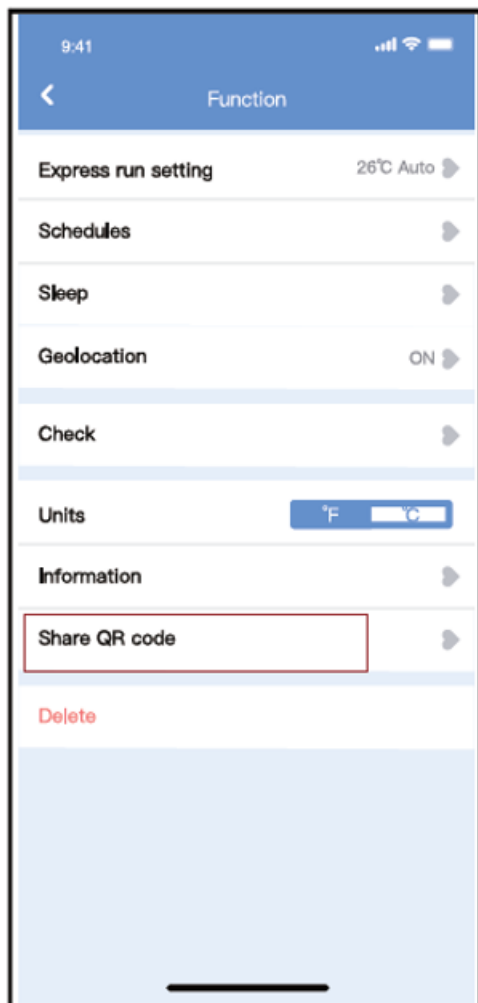 9:41
Function
Express run setting 26°C Auto
Schedules
Sleep
Geolocation ON
Check
Units °F °C
Information
Share QR code
Delete